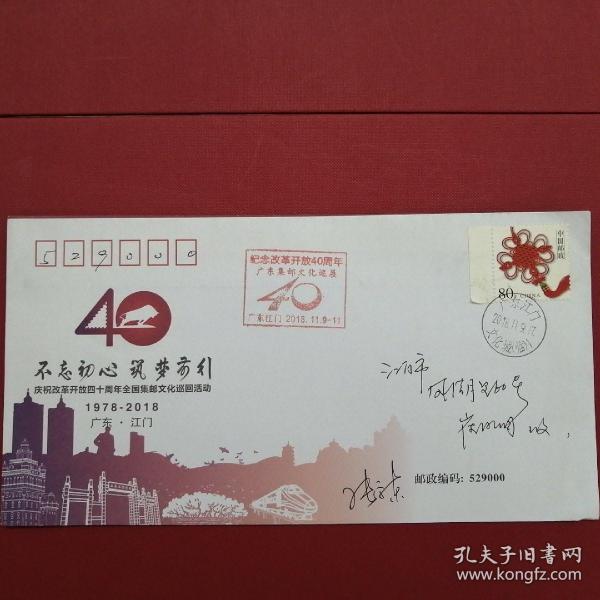 529000
纪念改革开放40周年
广东集邮文化巡展
40
广东江门 2018.11.9-11
中国邮政
80分 CHINA
广东江门
2018.11.9.17
40
不忘初心 筑梦前行
庆祝改革开放四十周年全国集邮文化巡回活动
1978-2018
广东·江门
江门市
收
邮政编码: 529000
孔夫子旧书网
www.kongfz.com